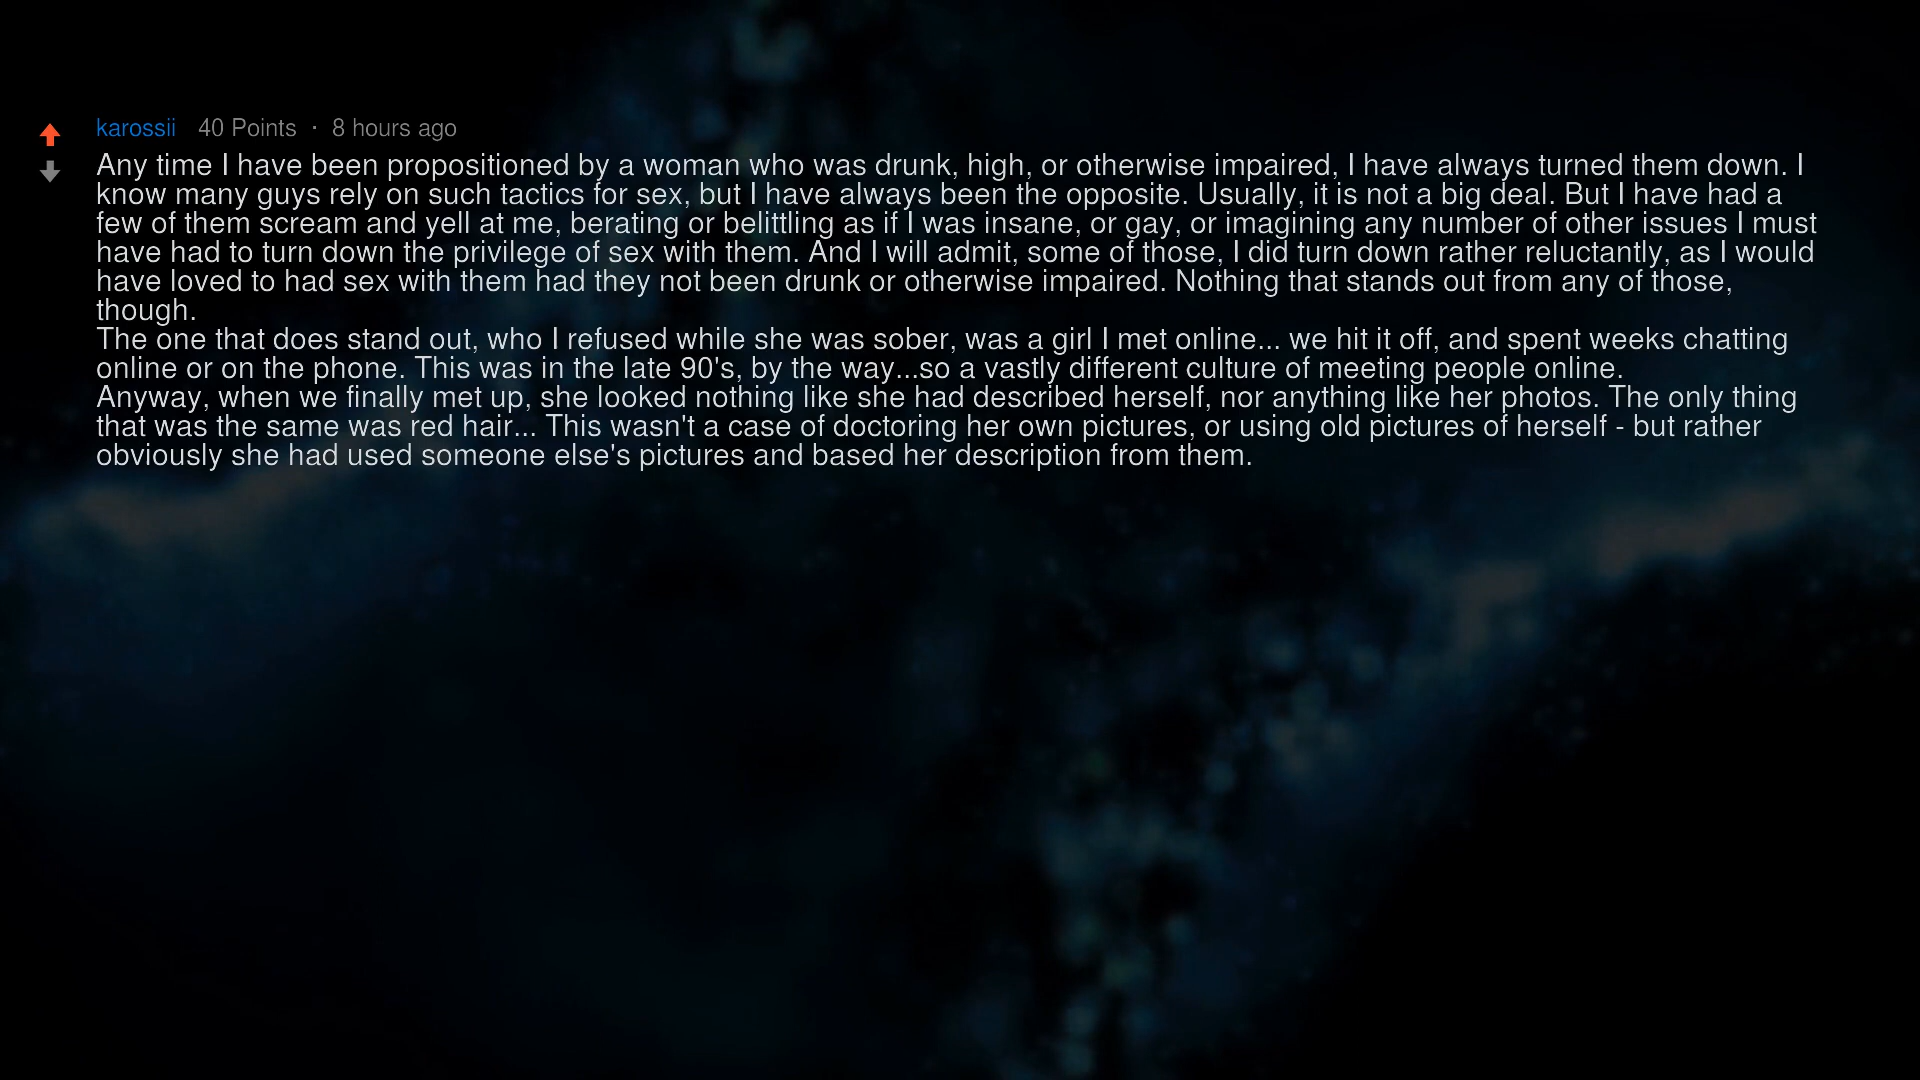 karossii 40 Points · 8 hours ago
Any time I have been propositioned by a woman who was drunk, high, or otherwise impaired, I have always turned them down. I
know many guys rely on such tactics for sex, but I have always been the opposite. Usually, it is not a big deal. But I have had a
few of them scream and yell at me, berating or belittling as if I was insane, or gay, or imagining any number of other issues I must
have had to turn down the privilege of sex with them. And I will admit, some of those, I did turn down rather reluctantly, as I would
have loved to had sex with them had they not been drunk or otherwise impaired. Nothing that stands out from any of those,
though.
The one that does stand out, who I refused while she was sober, was a girl I met online... we hit it off, and spent weeks chatting
online or on the phone. This was in the late 90's, by the way...so a vastly different culture of meeting people online.
Anyway, when we finally met up, she looked nothing like she had described herself, nor anything like her photos. The only thing
that was the same was red hair... This wasn't a case of doctoring her own pictures, or using old pictures of herself - but rather
obviously she had used someone else's pictures and based her description from them.